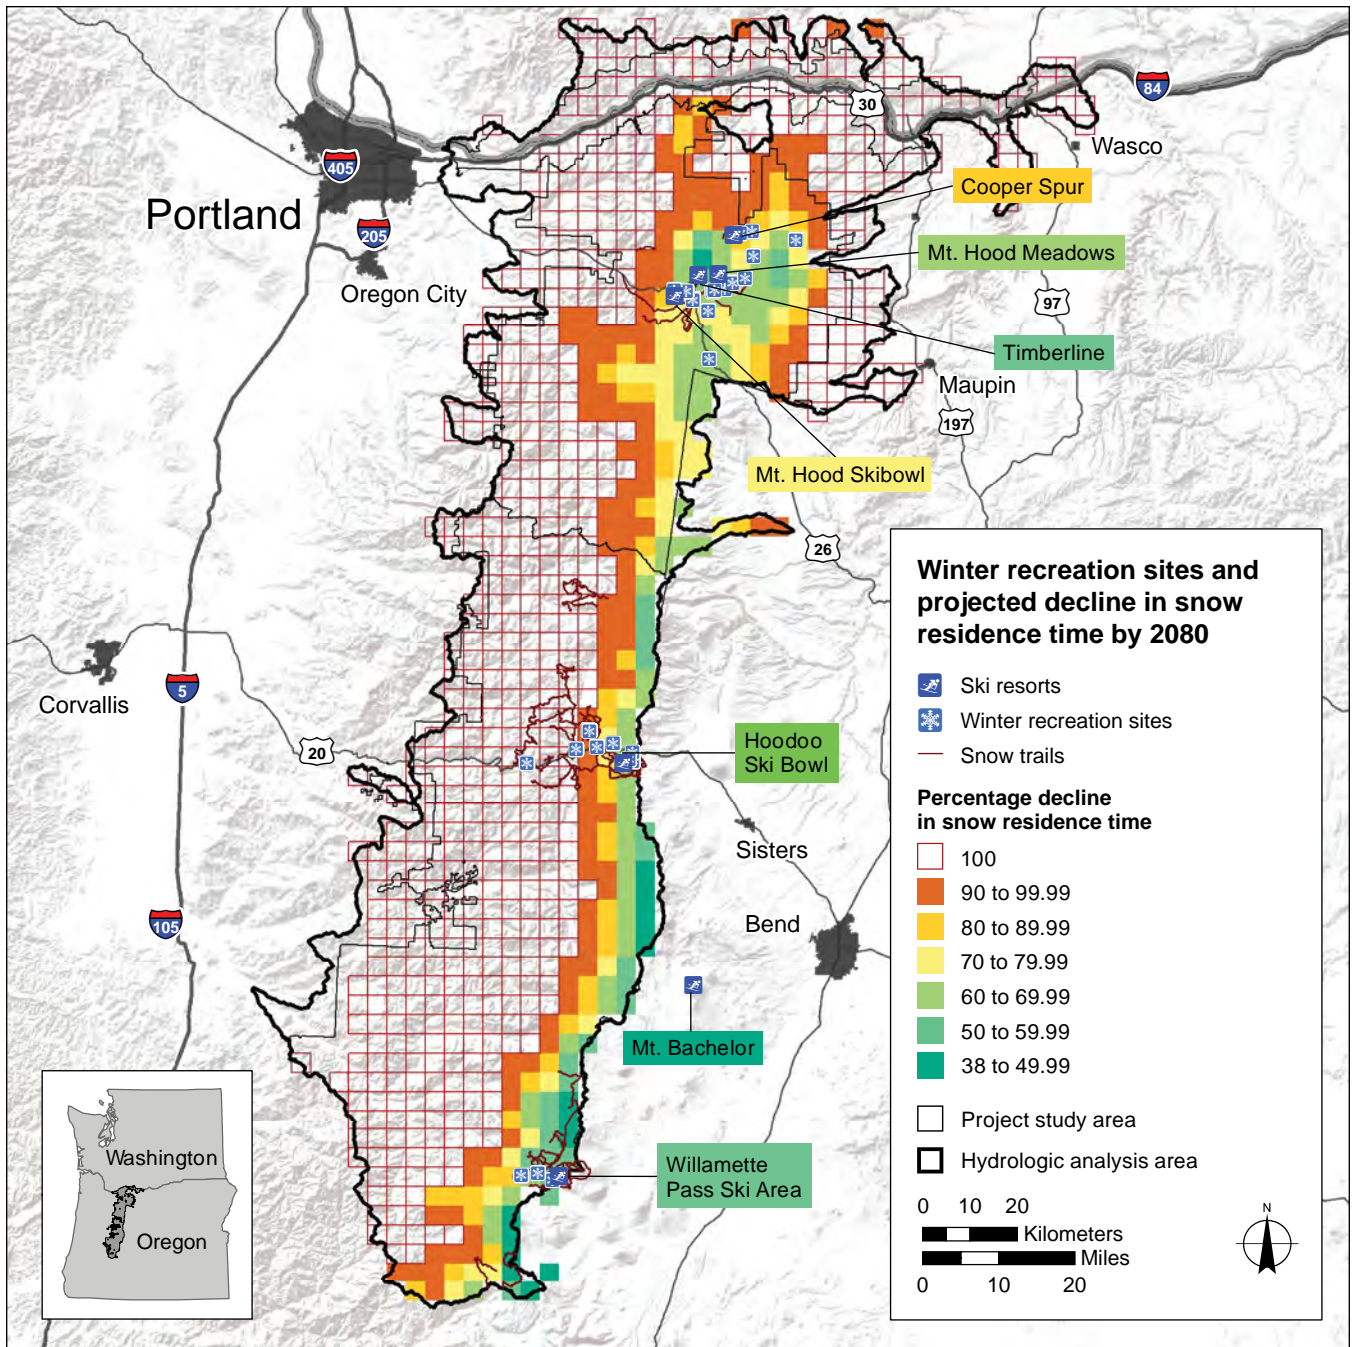 84
30
Wasco
405
Cooper Spur
Portland
205
Mt. Hood Meadows
Oregon City
97
Timberline
Maupin
197
Mt. Hood Skibowl
26
Winter recreation sites and
projected decline in snow
residence time by 2080
Ski resorts
Winter recreation sites
Snow trails
Percentage decline
in snow residence time
100
90 to 99.99
80 to 89.99
70 to 79.99
60 to 69.99
50 to 59.99
38 to 49.99
Project study area
Hydrologic analysis area
0 10 20
Kilometers
Miles
0 10 20
N
5
Corvallis
20
Hoodoo
Ski Bowl
Sisters
105
Bend
Mt. Bachelor
Willamette
Pass Ski Area
Washington
Oregon